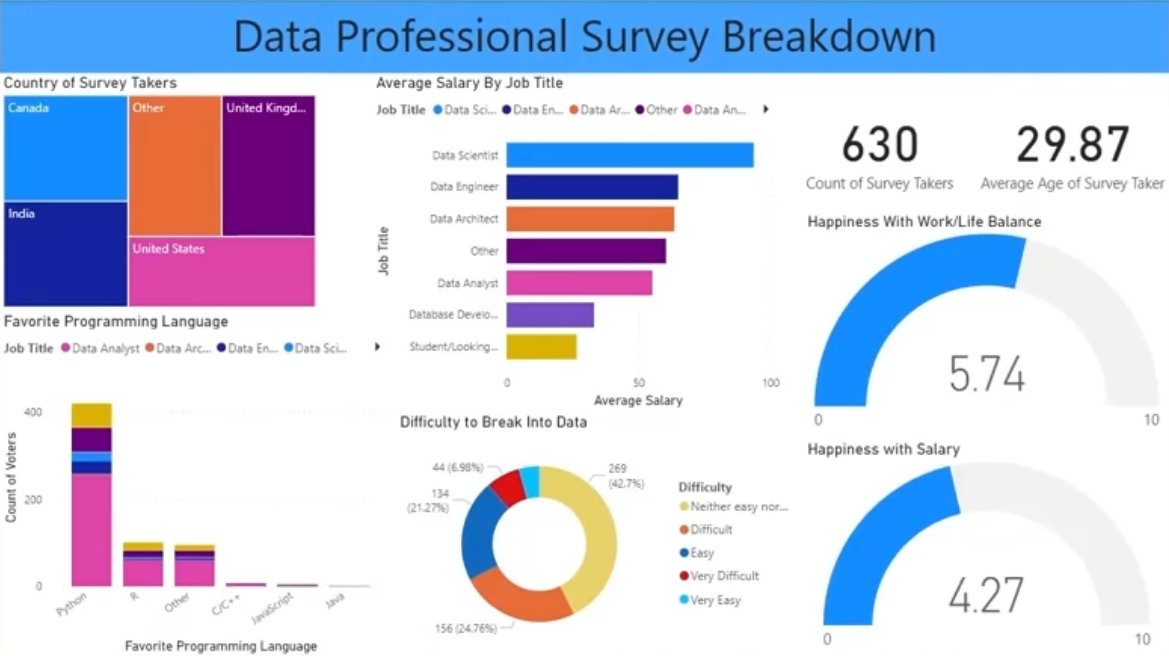 Data Professional Survey Breakdown
Country of Survey Takers
Canada
Other
United Kingd...
India
United States
Average Salary By Job Title
Job Title Data Sci... Data En... Data Ar... Other Data An...
Job Title
Data Scientist
Data Engineer
Data Architect
Other
Data Analyst
Database Develo...
Student/Looking...
0 50 100
Average Salary
630
Count of Survey Takers
29.87
Average Age of Survey Taker
Happiness With Work/Life Balance
5.74
0 10
Favorite Programming Language
Job Title Data Analyst Data Arc... Data En... Data Sci...
Count of Voters
400
200
0
Python R Other C/C++ JavaScript Java
Favorite Programming Language
Difficulty to Break Into Data
44 (6.98%)
269
(42.7%)
134
(21.27%)
156 (24.76%)
Difficulty
Neither easy nor...
Difficult
Easy
Very Difficult
Very Easy
Happiness with Salary
4.27
0 10